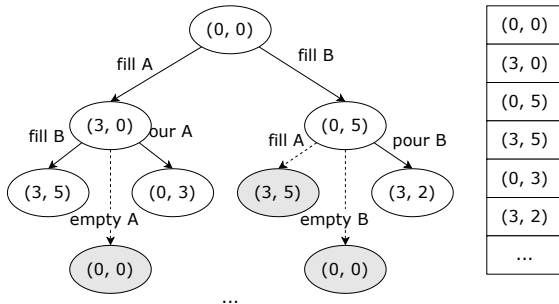 (0, 0)
fill A
fill B
(3, 0)
(0, 5)
fill B
our A
fill A
pour B
(3, 5)
(0, 3)
(3, 5)
(3, 2)
empty A
empty B
(0, 0)
(0, 0)
...
(0, 0)
(3, 0)
(0, 5)
(3, 5)
(0, 3)
(3, 2)
...